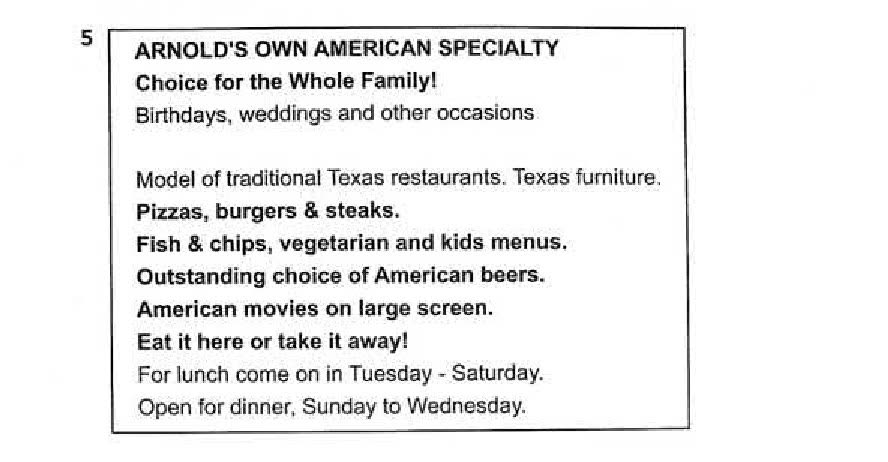 5
ARNOLD'S OWN AMERICAN SPECIALTY
Choice for the Whole Family!
Birthdays, weddings and other occasions
Model of traditional Texas restaurants. Texas furniture.
Pizzas, burgers & steaks.
Fish & chips, vegetarian and kids menus.
Outstanding choice of American beers.
American movies on large screen.
Eat it here or take it away!
For lunch come on in Tuesday - Saturday.
Open for dinner, Sunday to Wednesday.